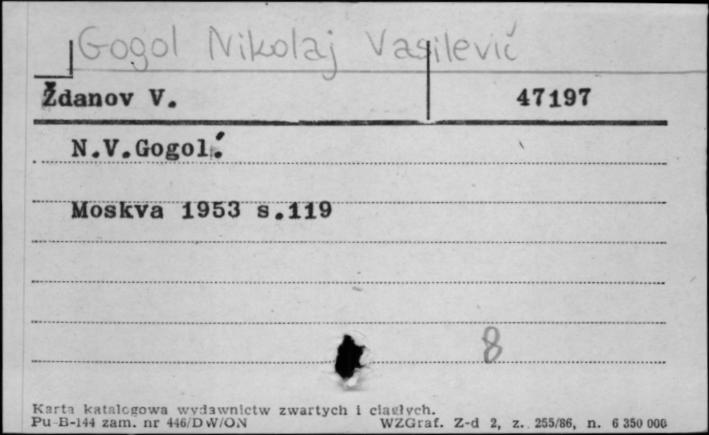 Gogol Nikolaj Vasilević
Ždanov V. 47197
N.V.Gogol.´
Moskva 1953 s.119
8
Karta katalogowa wydawnictw zwartych i ciągłych.
Pu-B-144 zam. nr 446/DW/ON WZGraf. Z-d 2, z. 255/86, n. 6 350 000